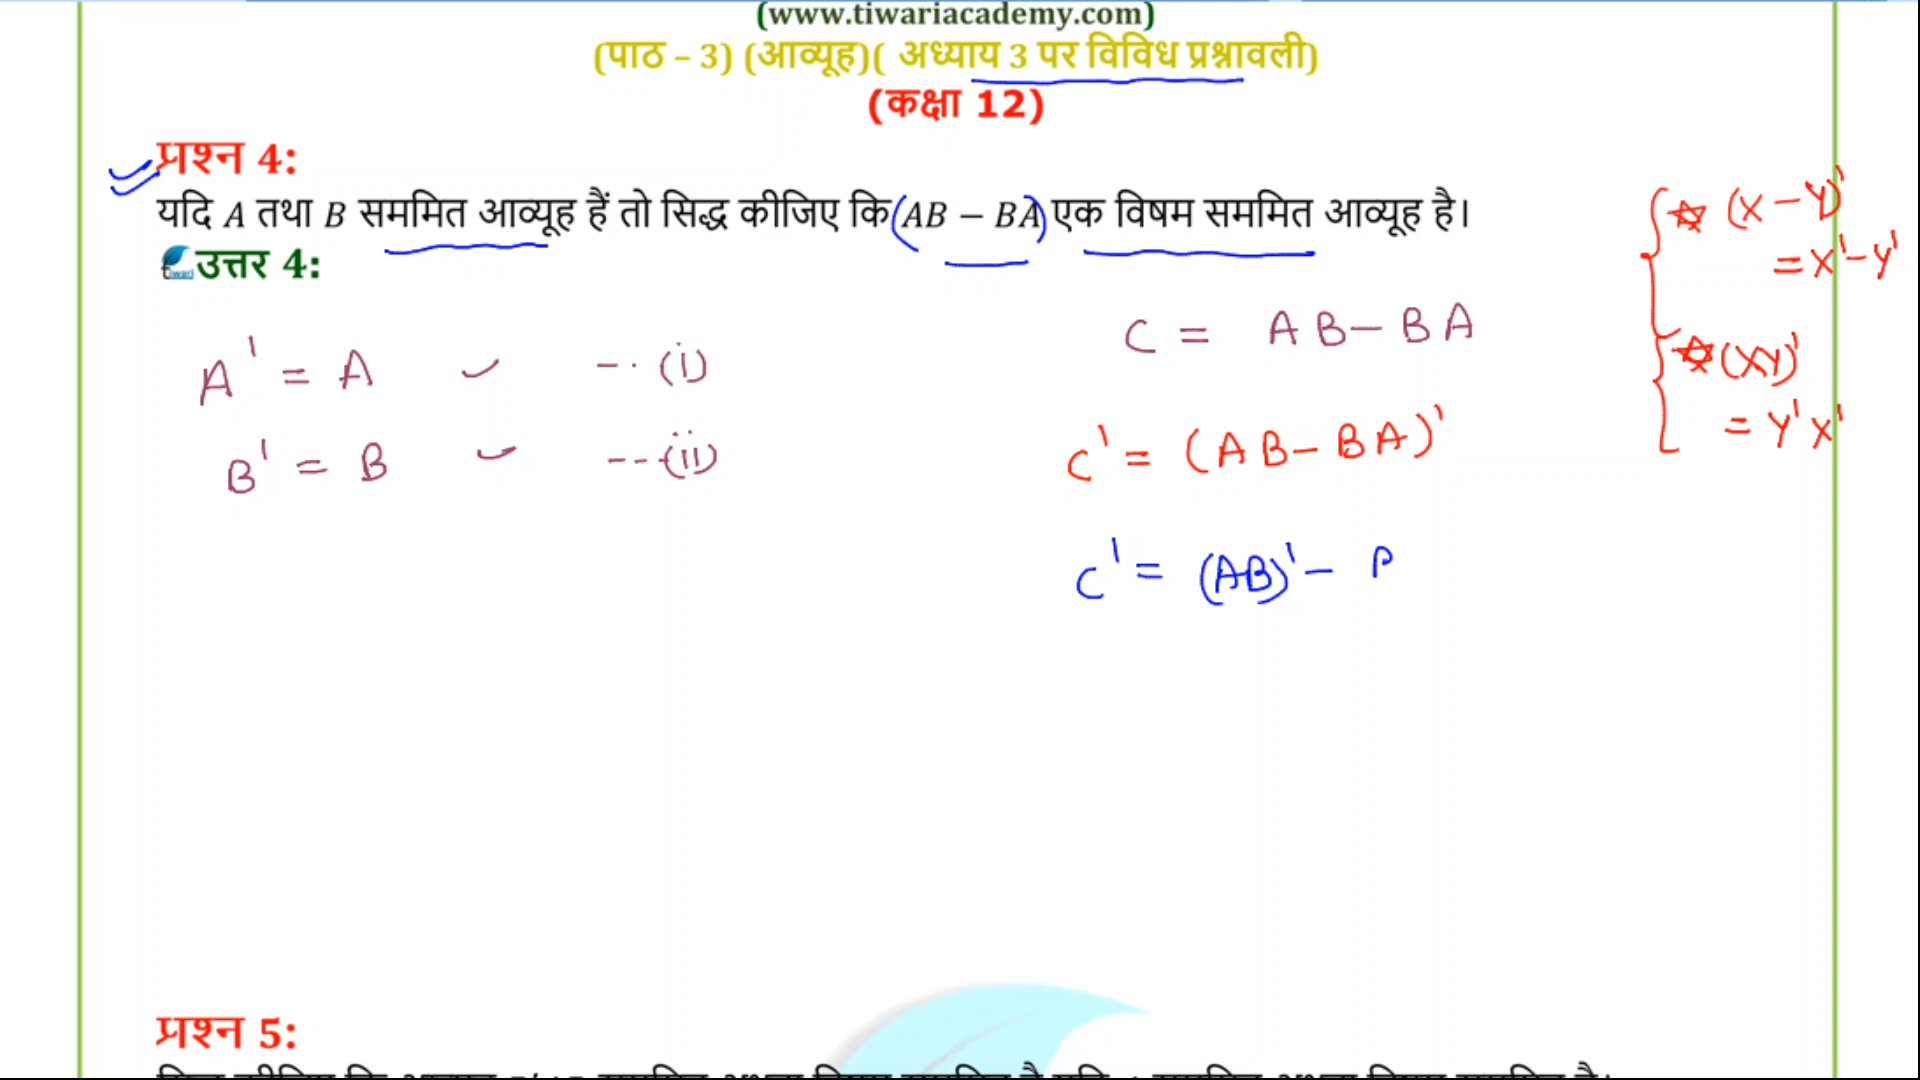 (www.tiwariacademy.com)
(पाठ – 3) (आव्यूह)( अध्याय 3 पर विविध प्रश्नावली)
(कक्षा 12)
प्रश्न 4:
यदि A तथा B सममित आव्यूह हैं तो सिद्ध कीजिए कि (AB – BA) एक विषम सममित आव्यूह है।
उत्तर 4:
A' = A --(i)
B' = B ---(ii)
C = AB-BA
C' = (AB-BA)'
C' = (AB)' -
(X-Y)'
= X'-Y'
(XY)'
= Y'X'
प्रश्न 5: